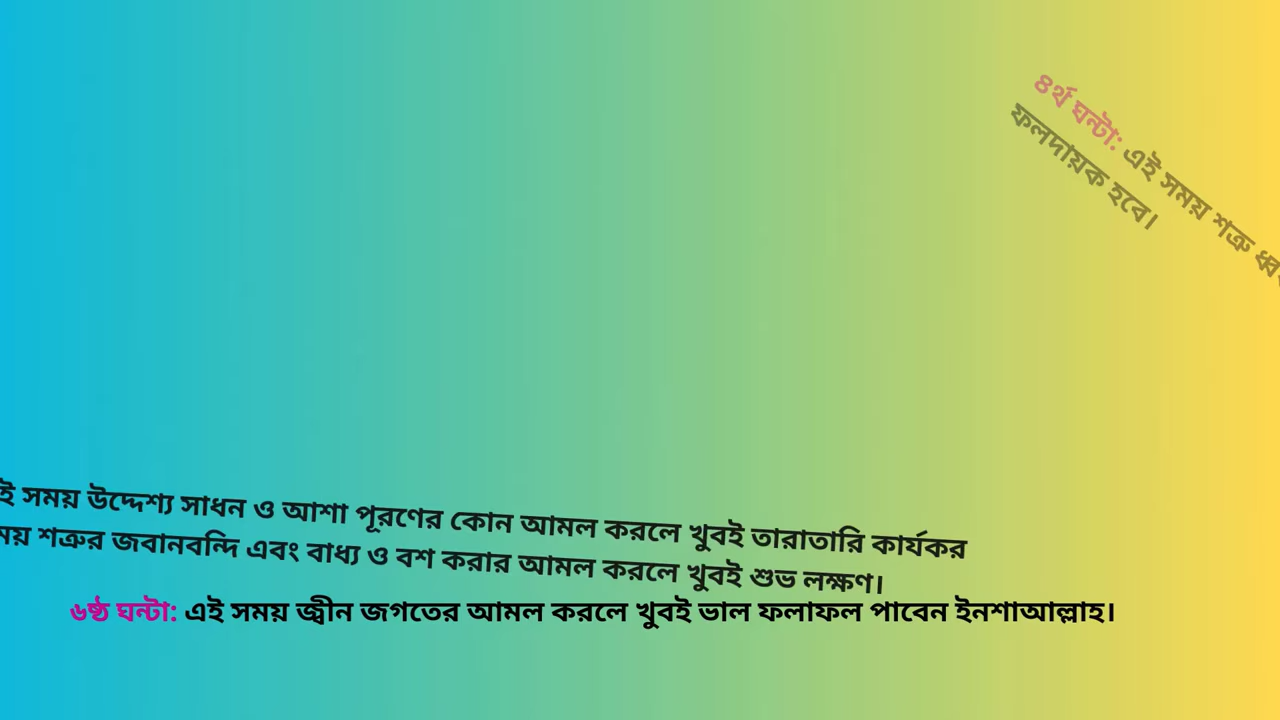 ৪র্থ ঘন্টা: এই সময় শত্রু
ফলদায়ক হবে।
সময় উদ্দেশ্য সাধন ও আশা পূরণের কোন আমল করলে খুবই তারাতারি কার্যকর
শত্রুর জবানবন্দি এবং বাধ্য ও বশ করার আমল করলে খুবই শুভ লক্ষণ।
৬ষ্ঠ ঘন্টা: এই সময় জ্বীন জগতের আমল করলে খুবই ভাল ফলাফল পাবেন ইনশাআল্লাহ।